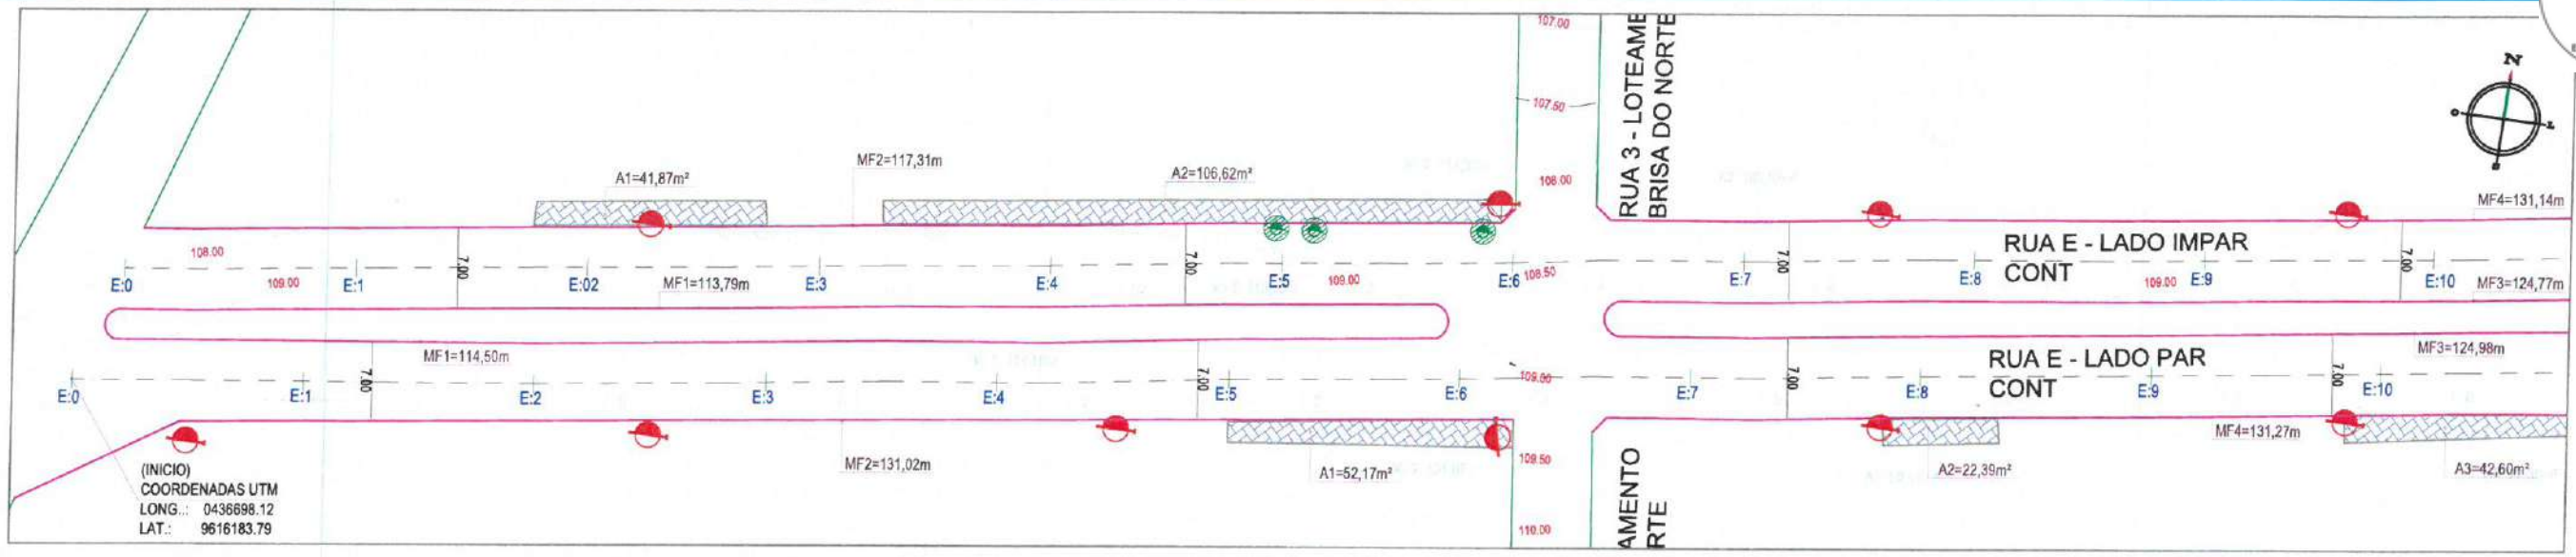 107.00
RUA 3 - LOTEAME
BRISA DO NORTE
N
107.50
O
L
S
MF2=117,31m
A1=41,87m²
A2=106,62m²
108.00
MF4=131,14m
108.00
7.00
7.00
7.00
7.00
RUA E - LADO IMPAR
CONT
E:0
109.00
E:1
E:02
MF1=113,79m
E:3
E:4
E:5
109.00
E:6
108.50
E:7
E:8
109.00
E:9
E:10
MF3=124,77m
MF1=114,50m
RUA E - LADO PAR
CONT
MF3=124,98m
7.00
7.00
109.00
7.00
7.00
E:0
E:1
E:2
E:3
E:4
E:5
E:6
E:7
E:8
E:9
E:10
MF2=131,02m
A1=52,17m²
109.50
MF4=131,27m
A2=22,39m²
A3=42,60m²
(INICIO)
COORDENADAS UTM
LONG..: 0436698.12
LAT.: 9616183.79
110.00
AMENTO
RTE